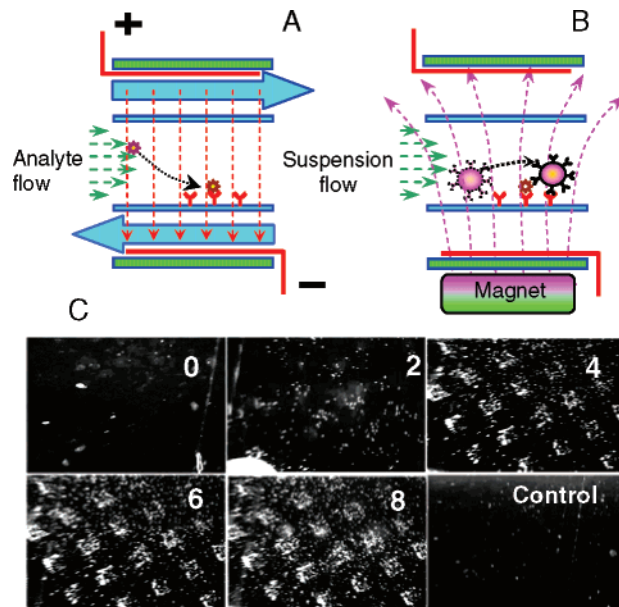 +
A
B
Analyte
flow
Suspension
flow
−
Magnet
C
0
2
4
6
8
Control